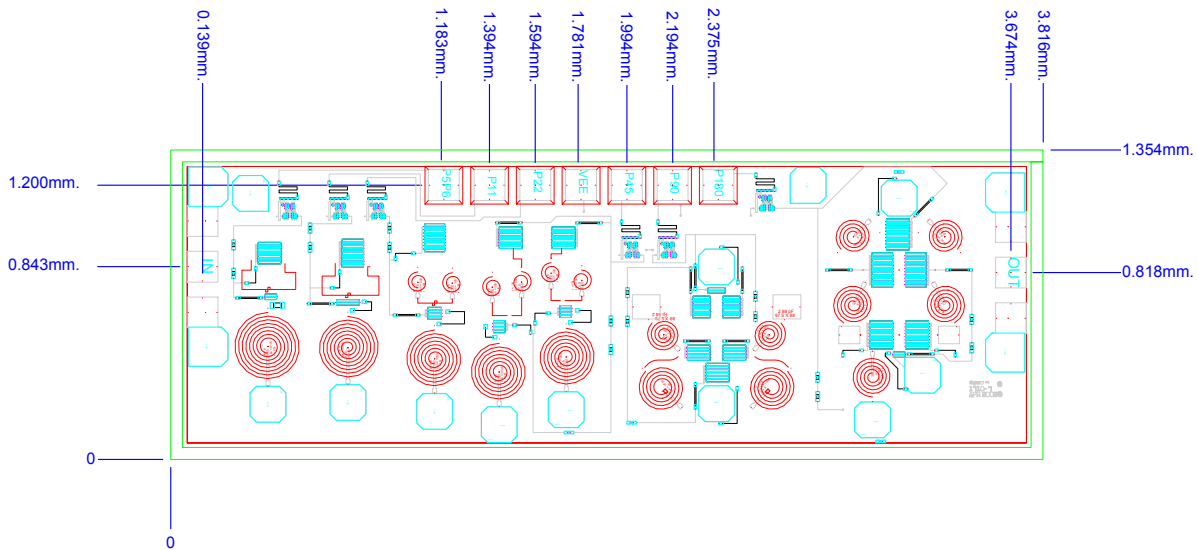 0.139mm.
1.183mm.
1.394mm.
1.594mm.
1.781mm.
1.994mm.
2.194mm.
2.375mm.
3.674mm.
3.816mm.
1.354mm.
1.200mm.
P5P6
P11
P22
VEE
P45
P90
P180
0.843mm.
IN
OUT
0.818mm.
0
0